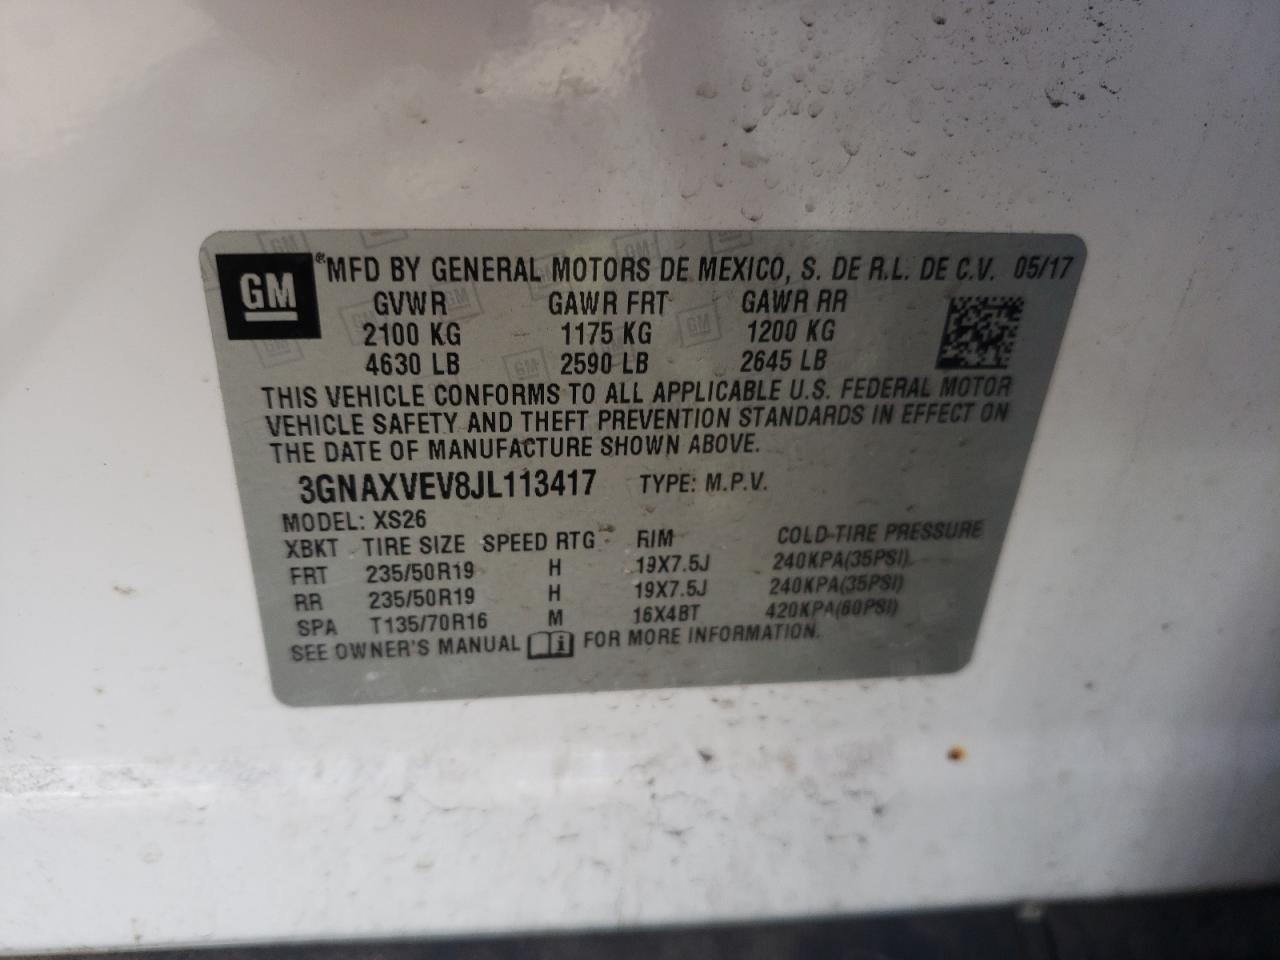 GM
®MFD BY GENERAL MOTORS DE MEXICO, S. DE R.L. DE C.V. 05/17
GVWR GAWR FRT GAWR RR
2100 KG 1175 KG 1200 KG
4630 LB 2590 LB 2645 LB
THIS VEHICLE CONFORMS TO ALL APPLICABLE U.S. FEDERAL MOTOR
VEHICLE SAFETY AND THEFT PREVENTION STANDARDS IN EFFECT ON
THE DATE OF MANUFACTURE SHOWN ABOVE.
3GNAXVEV8JL113417 TYPE: M.P.V.
MODEL: XS26
XBKT TIRE SIZE SPEED RTG RIM COLD-TIRE PRESSURE
FRT 235/50R19 H 19X7.5J 240KPA(35PSI)
RR 235/50R19 H 19X7.5J 240KPA(35PSI)
SPA T135/70R16 M 16X4BT 420KPA(60PSI)
SEE OWNER'S MANUAL i FOR MORE INFORMATION.